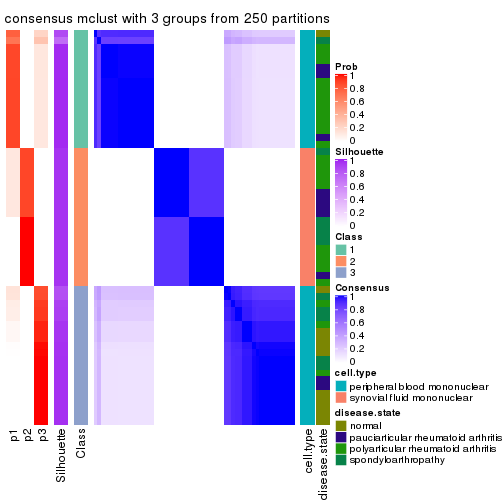 consensus mclust with 3 groups from 250 partitions
Prob
1
0.8
0.6
0.4
0.2
0
Silhouette
1
0.8
0.6
0.4
0.2
0
Class
1
2
3
Consensus
1
0.8
0.6
0.4
0.2
0
cell.type
peripheral blood mononuclear
synovial fluid mononuclear
disease.state
normal
pauciarticular rheumatoid arthritis
polyarticular rheumatoid arthritis
spondyloarthropathy
p1
p2
p3
Silhouette
Class
cell.type
disease.state